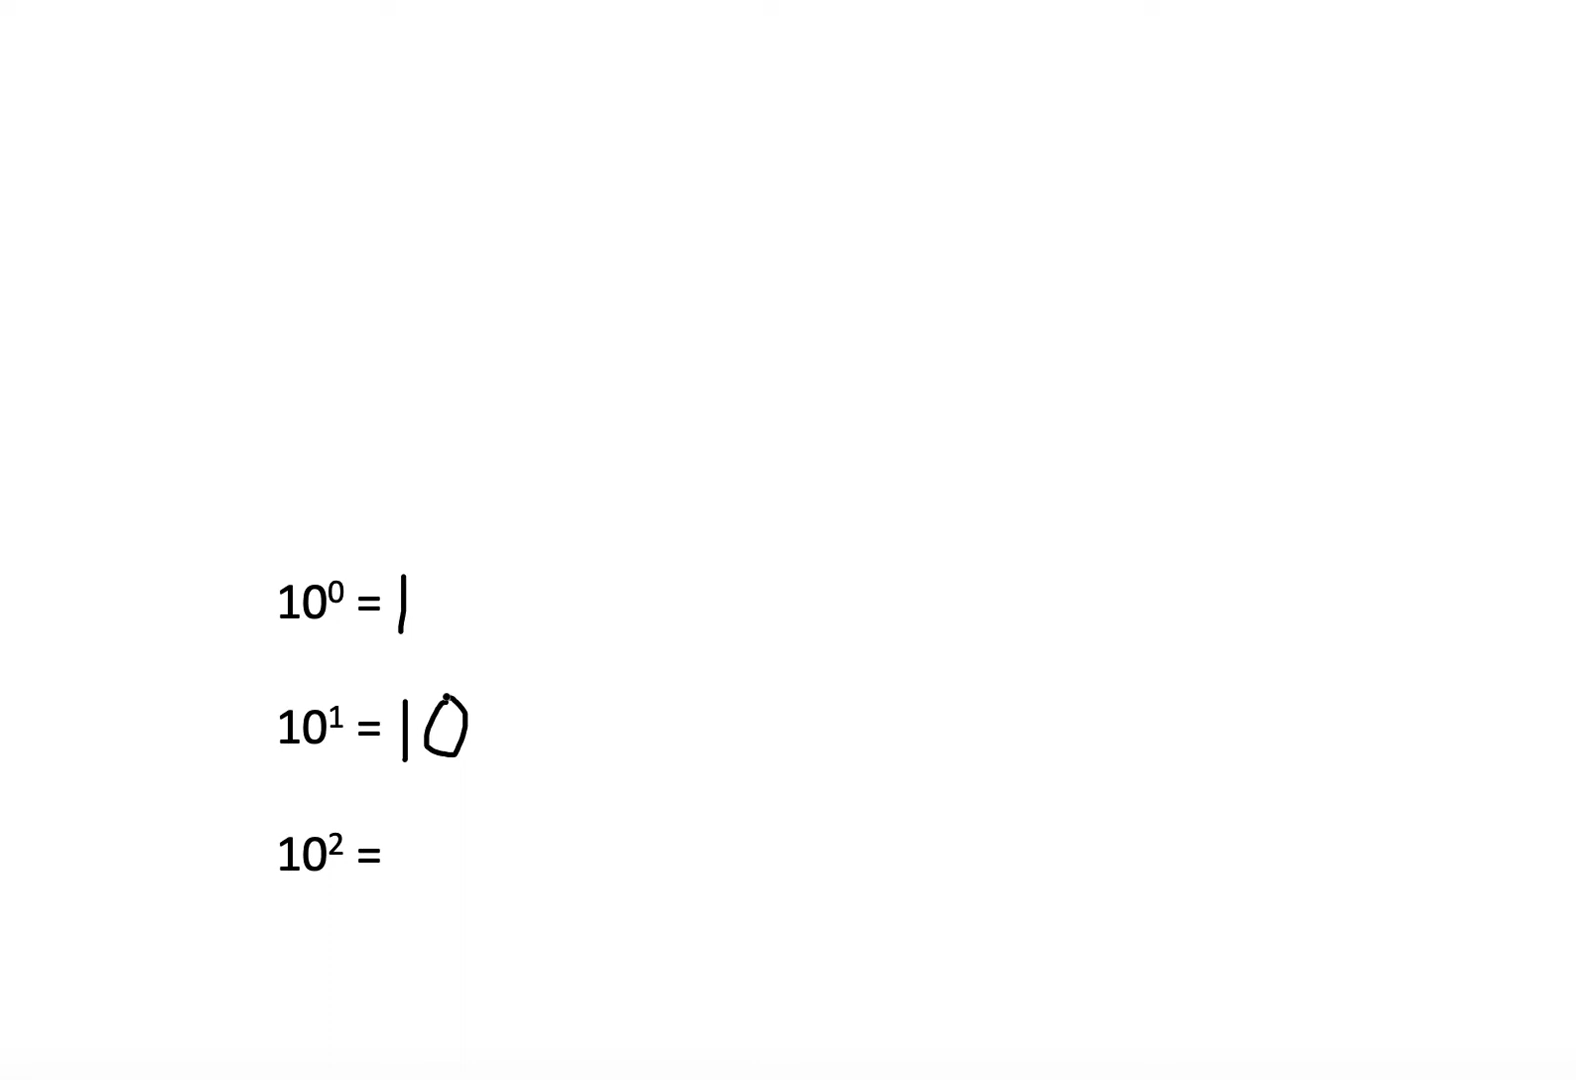 10⁰ = 1
10¹ = 10
10² =